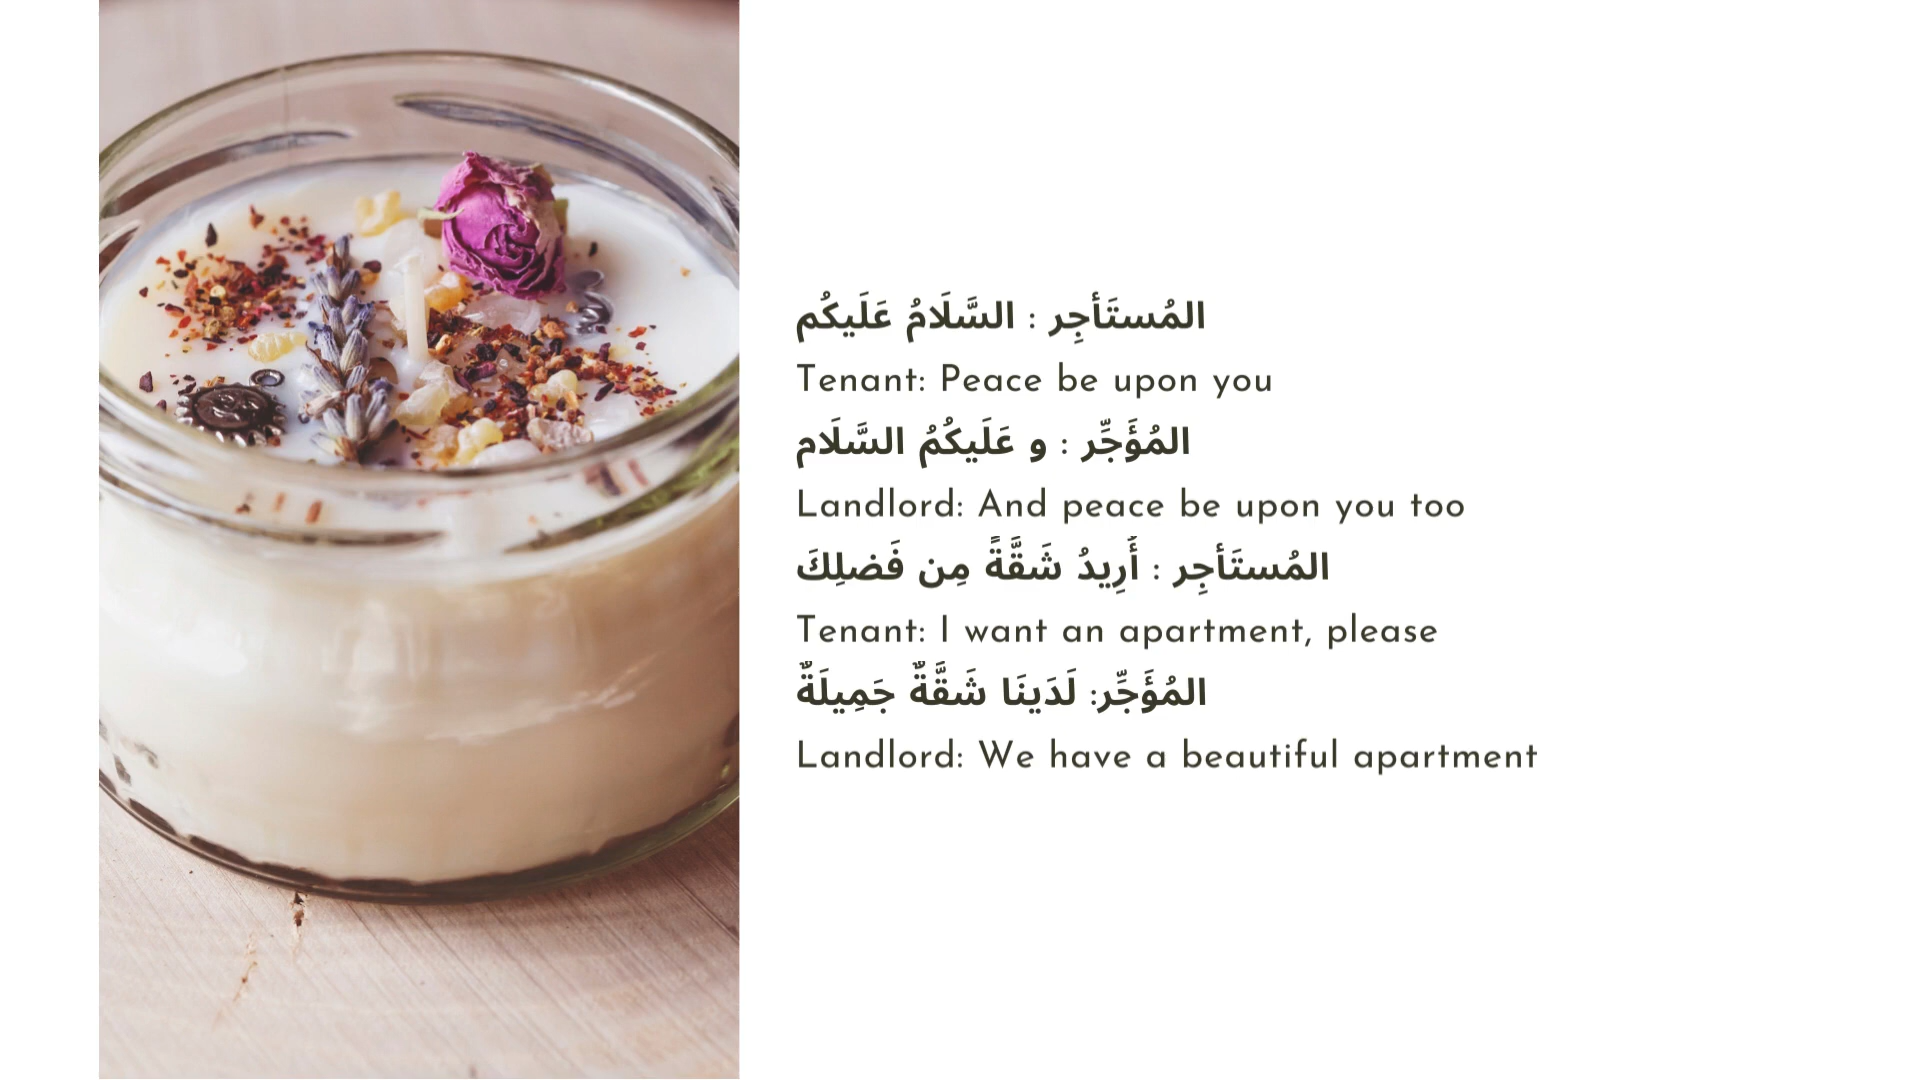 المُستَأجِر : السَّلَامُ عَلَيكُم
Tenant: Peace be upon you
المُؤَجِّر : و عَلَيكُمُ السَّلَام
Landlord: And peace be upon you too
المُستَأجِر : أَرِيدُ شَقَّةً مِن فَضلِكَ
Tenant: I want an apartment, please
المُؤَجِّر: لَدَينَا شَقَّةٌ جَمِيلَةٌ
Landlord: We have a beautiful apartment